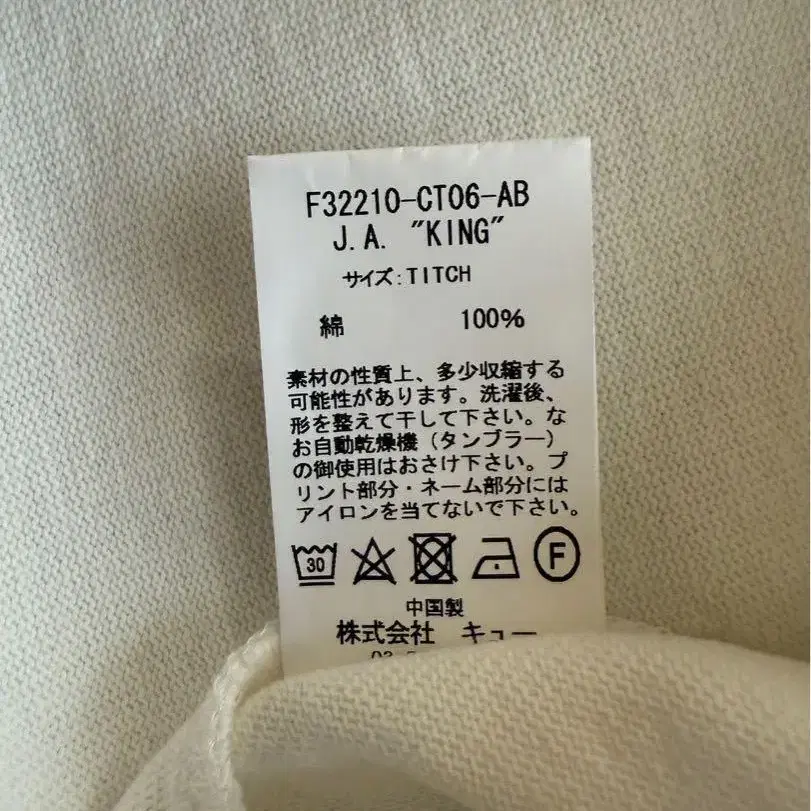 F32210-CT06-AB
J.A. "KING"
サイズ:TITCH
綿 100%
素材の性質上、多少収縮する
可能性があります。洗濯後、
形を整えて干して下さい。な
お自動乾燥機(タンブラー)
の御使用はおさけ下さい。プ
リント部分・ネーム部分には
アイロンを当てないで下さい。
30 F
中国製
株式会社 キュー